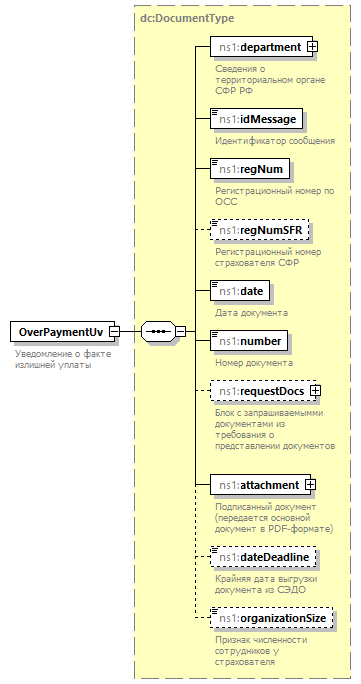 dc:DocumentType
ns1:department
Сведения о
территориальном органе
СФР РФ
ns1:idMessage
Идентификатор сообщения
ns1:regNum
Регистрационный номер по
ОСС
ns1:regNumSFR
Регистрационный номер
страхователя СФР
ns1:date
Дата документа
OverPaymentUv
Уведомление о факте
излишней уплаты
ns1:number
Номер документа
ns1:requestDocs
Блок с запрашиваемымми
документами из
требования о
представлении документов
ns1:attachment
Подписанный документ
(передается основной
документ в PDF-формате)
ns1:dateDeadline
Крайняя дата выгрузки
документа из СЭДО
ns1:organizationSize
Признак численности
сотрудников у
страхователя